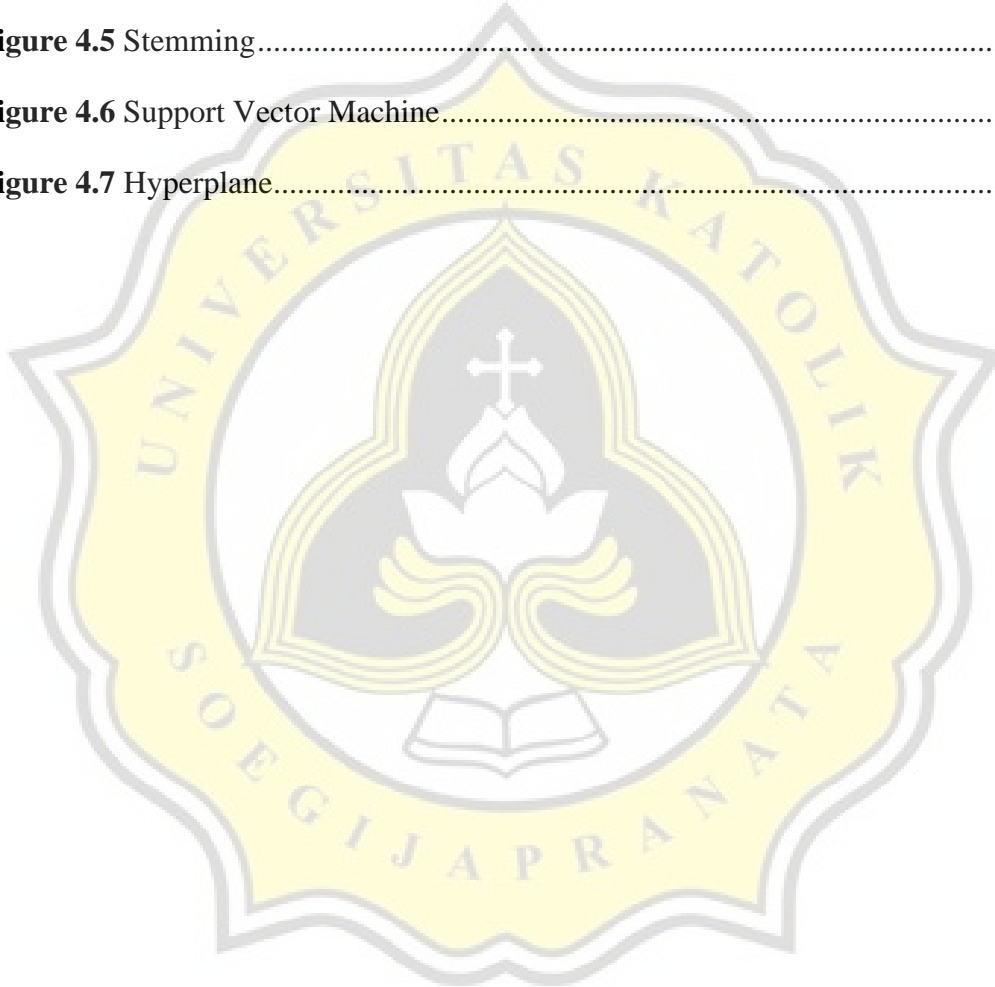 igure 4.5 Stemming..........................................................................................
igure 4.6 Support Vector Machine...................................................................
igure 4.7 Hyperplane........................................................................................
UNIVERSITAS KATOLIK
SOEGIJAPRANATA